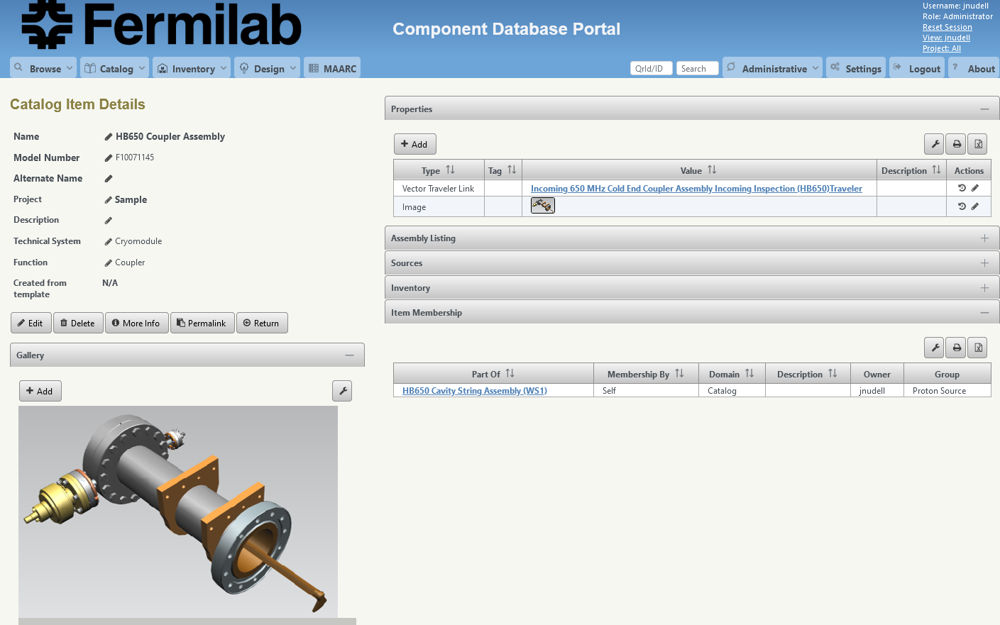 Fermilab
Component Database Portal
Username: jnudell
Role: Administrator
Reset Session
View: jnudell
Project: All
Browse
Catalog
Inventory
Design
MAARC
QrId/ID
Search
Administrative
Settings
Logout
? About
Catalog Item Details
Name HB650 Coupler Assembly
Model Number F10071145
Alternate Name
Project Sample
Description
Technical System Cryomodule
Function Coupler
Created from N/A
template
Edit Delete More Info Permalink Return
Gallery
Add
Properties
Add
Type Tag Value Description Actions
Vector Traveler Link Incoming 650 MHz Cold End Coupler Assembly Incoming Inspection (HB650)Traveler
Image
Assembly Listing
Sources
Inventory
Item Membership
Part Of Membership By Domain Description Owner Group
HB650 Cavity String Assembly (WS1) Self Catalog jnudell Proton Source